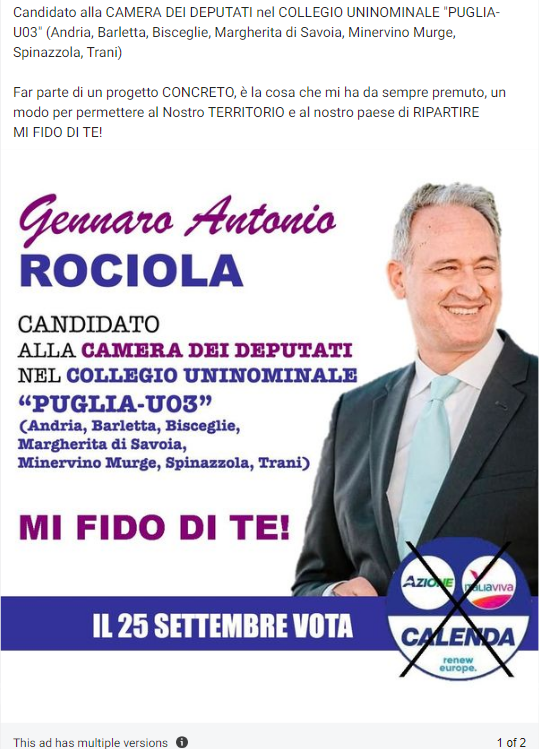 Candidato alla CAMERA DEI DEPUTATI nel COLLEGIO UNINOMINALE "PUGLIA-
U03" (Andria, Barletta, Bisceglie, Margherita di Savoia, Minervino Murge,
Spinazzola, Trani)
Far parte di un progetto CONCRETO, è la cosa che mi ha da sempre premuto, un
modo per permettere al Nostro TERRITORIO e al nostro paese di RIPARTIRE
MI FIDO DI TE!
Gennaro Antonio
ROCIOLA
CANDIDATO
ALLA CAMERA DEI DEPUTATI
NEL COLLEGIO UNINOMINALE
“PUGLIA-U03”
(Andria, Barletta, Bisceglie,
Margherita di Savoia,
Minervino Murge, Spinazzola, Trani)
MI FIDO DI TE!
IL 25 SETTEMBRE VOTA
AZIONE
ITALIAVIVA
CALENDA
renew
europe.
This ad has multiple versions
1 of 2